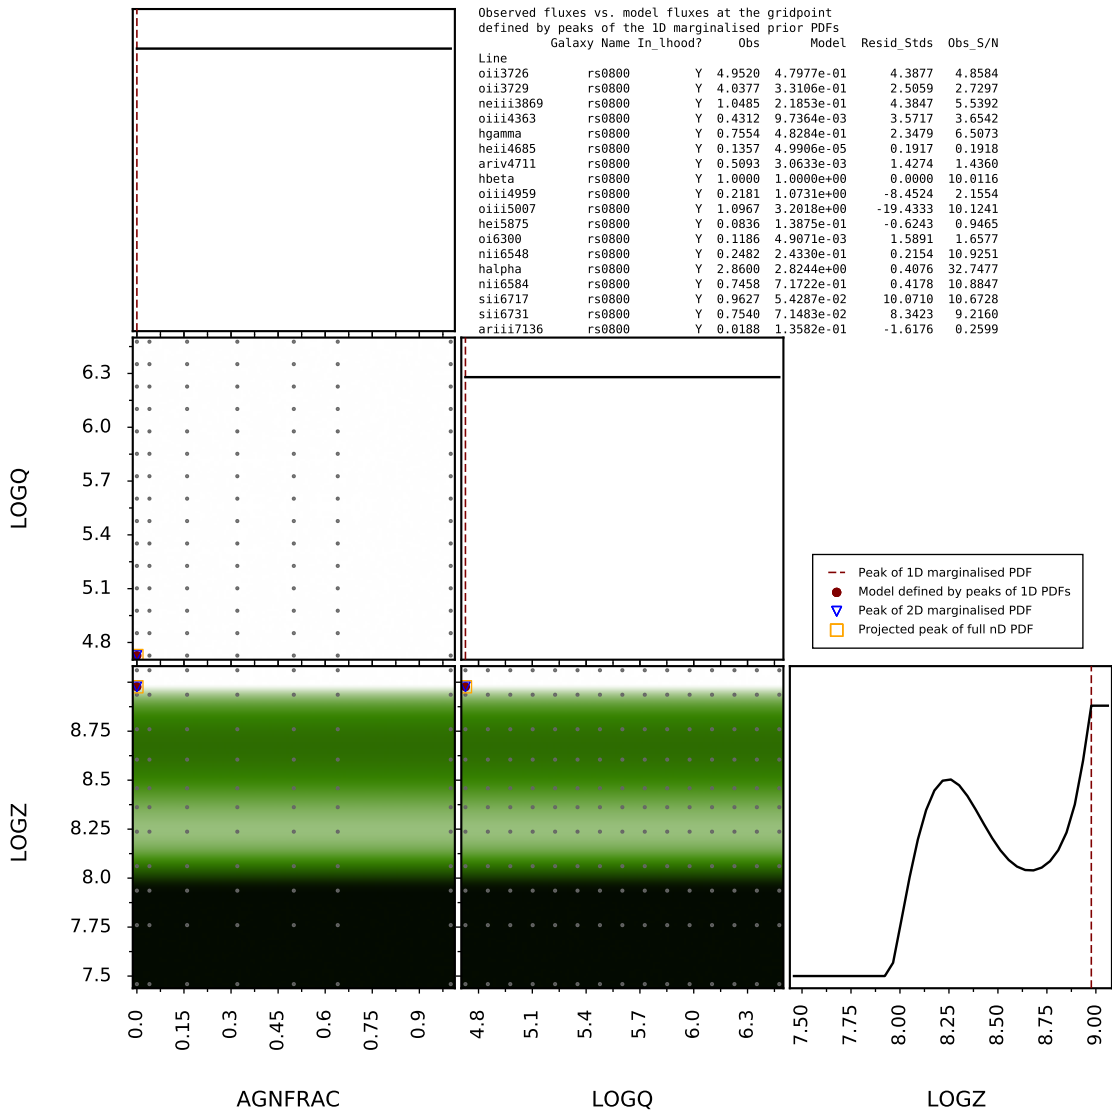 Observed fluxes vs. model fluxes at the gridpoint
defined by peaks of the 1D marginalised prior PDFs
Galaxy Name In_lhood? Obs Model Resid_Stds Obs_S/N
Line
oii3726 rs0800 Y 4.9520 4.7977e-01 4.3877 4.8584
oii3729 rs0800 Y 4.0377 3.3106e-01 2.5059 2.7297
neiii3869 rs0800 Y 1.0485 2.1853e-01 4.3847 5.5392
oiii4363 rs0800 Y 0.4312 9.7364e-03 3.5717 3.6542
hgamma rs0800 Y 0.7554 4.8284e-01 2.3479 6.5073
heii4685 rs0800 Y 0.1357 4.9906e-05 0.1917 0.1918
ariv4711 rs0800 Y 0.5093 3.0633e-03 1.4274 1.4360
hbeta rs0800 Y 1.0000 1.0000e+00 0.0000 10.0116
oiii4959 rs0800 Y 0.2181 1.0731e+00 -8.4524 2.1554
oiii5007 rs0800 Y 1.0967 3.2018e+00 -19.4333 10.1241
hei5875 rs0800 Y 0.0836 1.3875e-01 -0.6243 0.9465
oi6300 rs0800 Y 0.1186 4.9071e-03 1.5891 1.6577
nii6548 rs0800 Y 0.2482 2.4330e-01 0.2154 10.9251
halpha rs0800 Y 2.8600 2.8244e+00 0.4076 32.7477
nii6584 rs0800 Y 0.7458 7.1722e-01 0.4178 10.8847
sii6717 rs0800 Y 0.9627 5.4287e-02 10.0710 10.6728
sii6731 rs0800 Y 0.7540 7.1483e-02 8.3423 9.2160
ariii7136 rs0800 Y 0.0188 1.3582e-01 -1.6176 0.2599
LOGQ
6.3
6.0
5.7
5.4
5.1
4.8
Peak of 1D marginalised PDF
Model defined by peaks of 1D PDFs
Peak of 2D marginalised PDF
Projected peak of full nD PDF
LOGZ
8.75
8.5
8.25
8.0
7.75
7.5
0.0 0.15 0.3 0.45 0.6 0.75 0.9
4.8 5.1 5.4 5.7 6.0 6.3
7.50 7.75 8.00 8.25 8.50 8.75 9.00
AGNFRAC LOGQ LOGZ